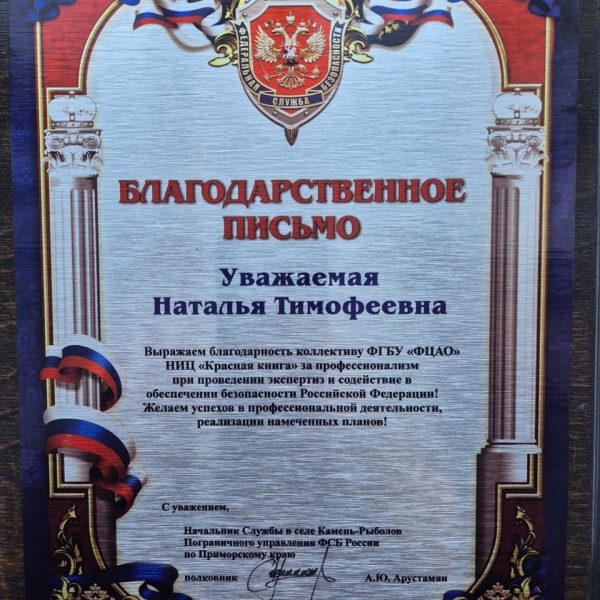 ФЕДЕРАЛЬНАЯ СЛУЖБА БЕЗОПАСНОСТИ
БЛАГОДАРСТВЕННОЕ
ПИСЬМО
Уважаемая
Наталья Тимофеевна
Выражаем благодарность коллективу ФГБУ «ФЦАО»
НИЦ «Красная книга» за профессионализм
при проведении экспертиз и содействие в
обеспечении безопасности Российской Федерации!
Желаем успехов в профессиональной деятельности,
реализации намеченных планов!
С уважением,
Начальник Службы в селе Камень-Рыболов
Пограничного управления ФСБ России
по Приморскому краю
полковник А.Ю. Арустамян